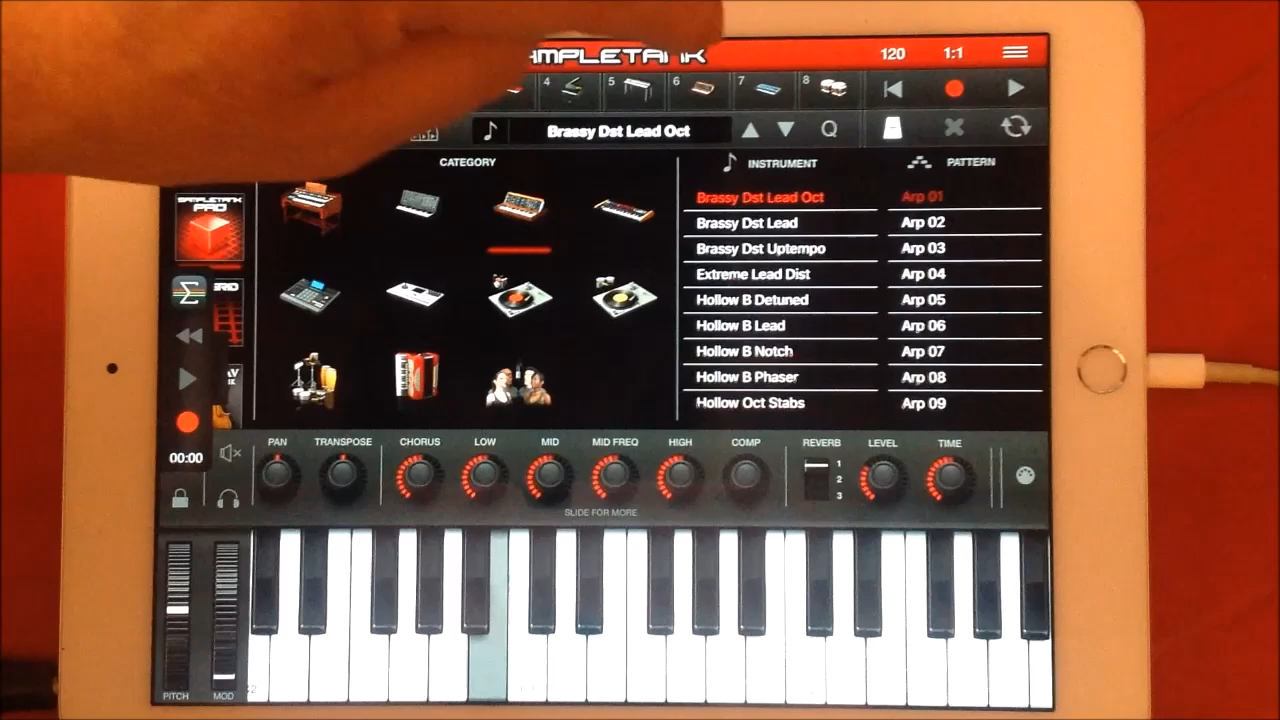 SAMPLETANK
120
1:1
4
5
6
7
8
Brassy Dst Lead Oct
Q
CATEGORY
INSTRUMENT
PATTERN
SAMPLETANK
PRO
Brassy Dst Lead Oct
Arp 01
Brassy Dst Lead
Arp 02
Brassy Dst Uptempo
Arp 03
Extreme Lead Dist
Arp 04
Hollow B Detuned
Arp 05
Hollow B Lead
Arp 06
Hollow B Notch
Arp 07
Hollow B Phaser
Arp 08
Hollow Oct Stabs
Arp 09
Σ
00:00
PAN
TRANSPOSE
CHORUS
LOW
MID
MID FREQ
HIGH
COMP
REVERB
LEVEL
TIME
1
2
3
SLIDE FOR MORE
PITCH
MOD